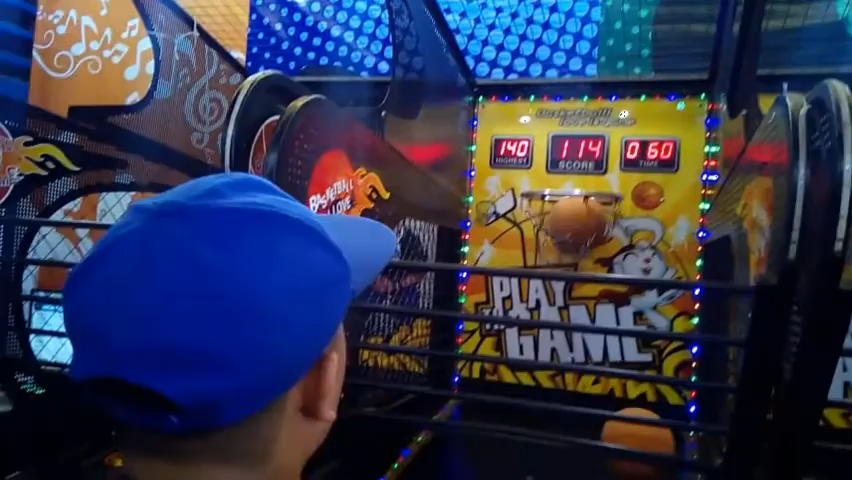 140
HIGHEST
114
SCORE
0 60
TIME
BASKETBALL
PLAY
GAME